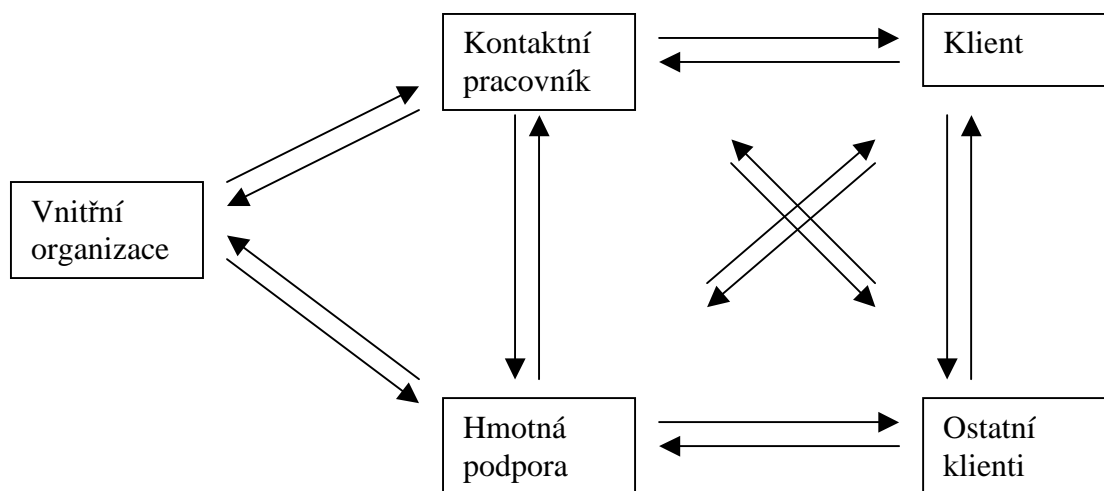 Kontaktní
pracovník
Klient
Vnitřní
organizace
Hmotná
podpora
Ostatní
klienti